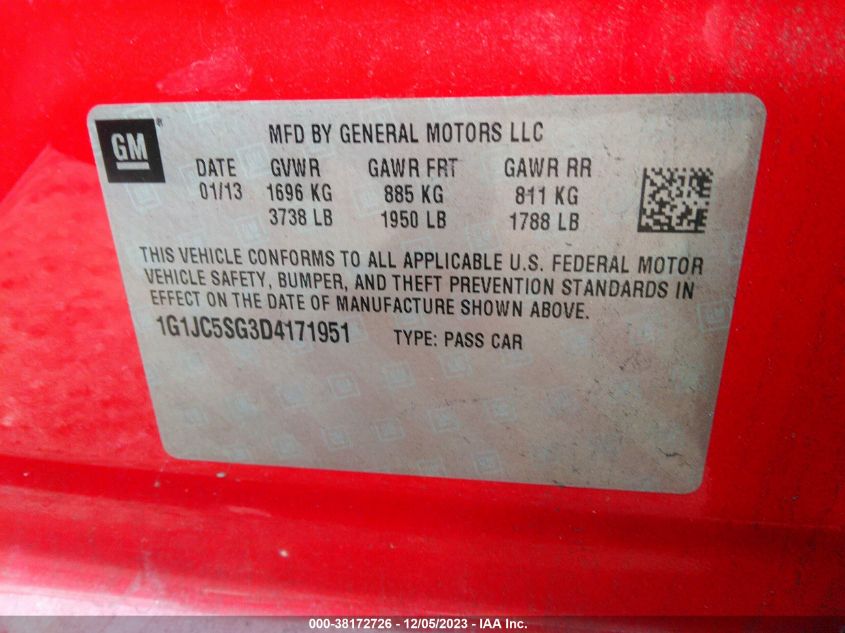 GM®
MFD BY GENERAL MOTORS LLC
DATE GVWR GAWR FRT GAWR RR
01/13 1696 KG 885 KG 811 KG
3738 LB 1950 LB 1788 LB
THIS VEHICLE CONFORMS TO ALL APPLICABLE U.S. FEDERAL MOTOR
VEHICLE SAFETY, BUMPER, AND THEFT PREVENTION STANDARDS IN
EFFECT ON THE DATE OF MANUFACTURE SHOWN ABOVE.
1G1JC5SG3D4171951 TYPE: PASS CAR
000-38172726 - 12/05/2023 - IAA Inc.